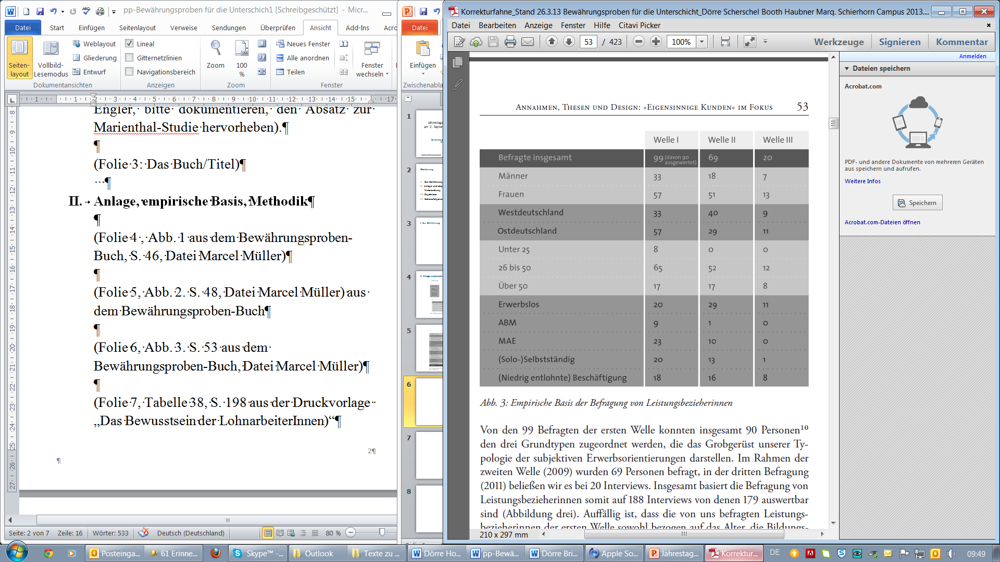 pp-Bewährungsproben für die Unterschich1 [Schreibgeschützt] - Micr...
Datei Start Einfügen Seitenlayout Verweise Sendungen Überprüfen Ansicht Add-Ins Acro
Seiten-
layout
Vollbild-
Lesemodus
Weblayout
Gliederung
Entwurf
Dokumentansichten
Lineal
Gitternetzlinien
Navigationsbereich
Anzeigen
Zoom
100
%
Zoom
Neues Fenster
Alle anordnen
Teilen
Fenster
wechseln
Fenster
Engler, bitte dokumentieren, den Absatz zur
Marienthal-Studie hervorheben).¶
¶
(Folie 3: Das Buch/Titel)¶
...¶
II. → Anlage, empirische Basis, Methodik¶
¶
(Folie 4 , Abb. 1 aus dem Bewährungsproben-
Buch, S. 46, Datei Marcel Müller)¶
¶
(Folie 5, Abb. 2. S. 48, Datei Marcel Müller) aus
dem Bewährungsproben-Buch¶
¶
(Folie 6, Abb. 3. S. 53 aus dem
Bewährungsproben-Buch, Datei Marcel Müller)¶
¶
(Folie 7, Tabelle 38, S. 198 aus der Druckvorlage
„Das Bewusstsein der LohnarbeiterInnen)“¶
2¶
¶
Seite: 2 von 7 Zeile: 16 Wörter: 533 Deutsch (Deutschland) 80 %
Datei
Einfügen
Zwischenabla
1
Jahrestagu
am 2. Septem
2
Gliederung
3
4
5
6
7
8
Korrekturfahne_Stand 26.3.13 Bewährungsproben für die Unterschicht_Dörre Scherschel Booth Haubner Marq. Schierhorn Campus 2013....
Datei Bearbeiten Anzeige Fenster Hilfe Citavi Picker
53 / 423 100% Werkzeuge Signieren Kommentar
Annahmen, Thesen und Design: »Eigensinnige Kunden« im Fokus 53
Welle I Welle II Welle III
Befragte insgesamt 99 (davon 90 ausgewertet) 69 20
Männer 33 18 7
Frauen 57 51 13
Westdeutschland 33 40 9
Ostdeutschland 57 29 11
Unter 25 8 0 0
26 bis 50 65 52 12
Über 50 17 17 8
Erwerbslos 20 29 11
ABM 9 1 0
MAE 23 10 0
(Solo-)Selbstständig 20 13 1
(Niedrig entlohnte) Beschäftigung 18 16 8
Abb. 3: Empirische Basis der Befragung von Leistungsbezieherinnen
Von den 99 Befragten der ersten Welle konnten insgesamt 90 Personen¹⁰
den drei Grundtypen zugeordnet werden, die das Grobgerüst unserer Ty-
pologie der subjektiven Erwerbsorientierungen darstellen. Im Rahmen der
zweiten Welle (2009) wurden 69 Personen befragt, in der dritten Befragung
(2011) beließen wir es bei 20 Interviews. Insgesamt basiert die Befragung von
Leistungsbezieherinnen somit auf 188 Interviews von denen 179 auswertbar
sind (Abbildung drei). Auffällig ist, dass die von uns befragten Leistungs-
bezieherinnen der ersten Welle sowohl bezogen auf das Alter, die Bildungs-
210 x 297 mm
Anmelden
Dateien speichern
Acrobat.com
PDF- und andere Dokumente von mehreren Geräten
aus speichern und aufrufen.
Weitere Infos
Speichern
Acrobat.com-Dateien öffnen
Posteinga... 61 Erinne... Skype™ -... Outlook Texte zu ... Dörre Ho... pp-Bewä... Dörre Bri... Apple So... Jahrestag... Korrektur... DE 09:49